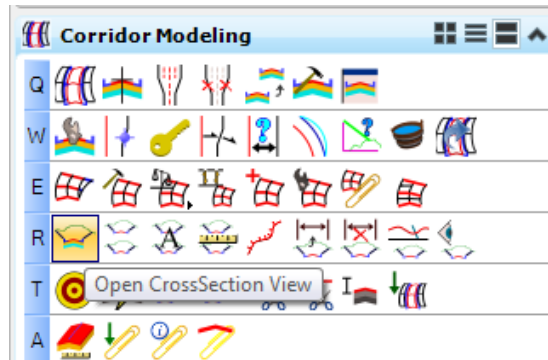 Corridor Modeling
Q
W
E
R
A
T
Open CrossSection View
A